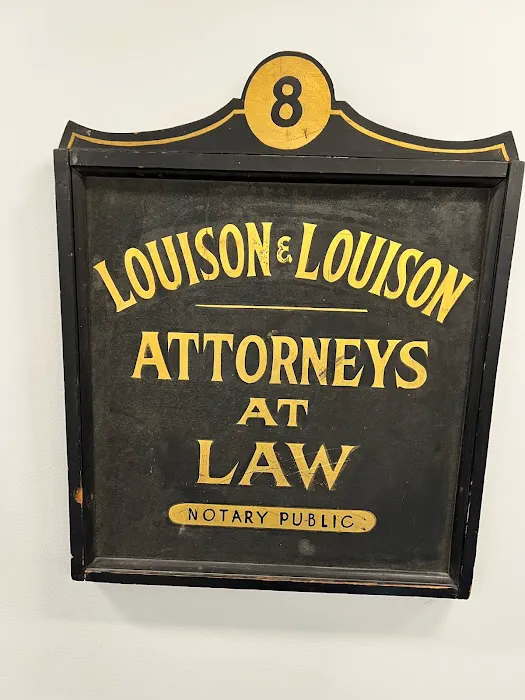 8
LOUISON & LOUISON
ATTORNEYS
AT
LAW
NOTARY PUBLIC